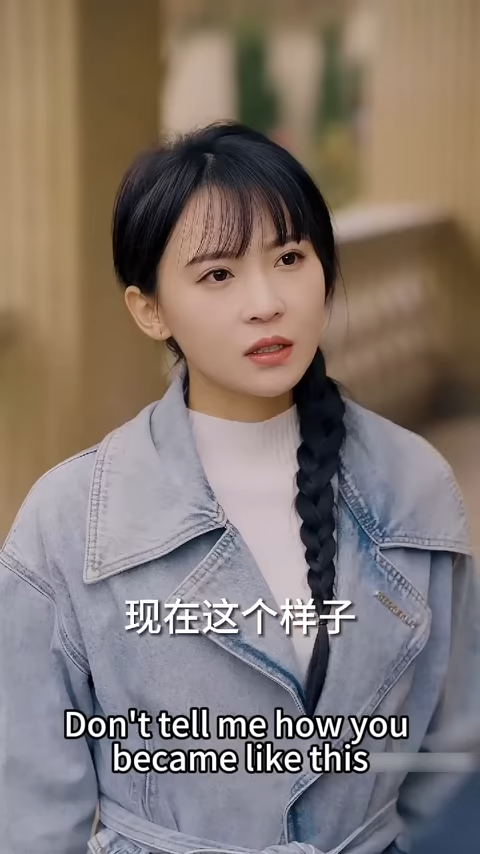 现在这个样子
Don't tell me how you
became like this